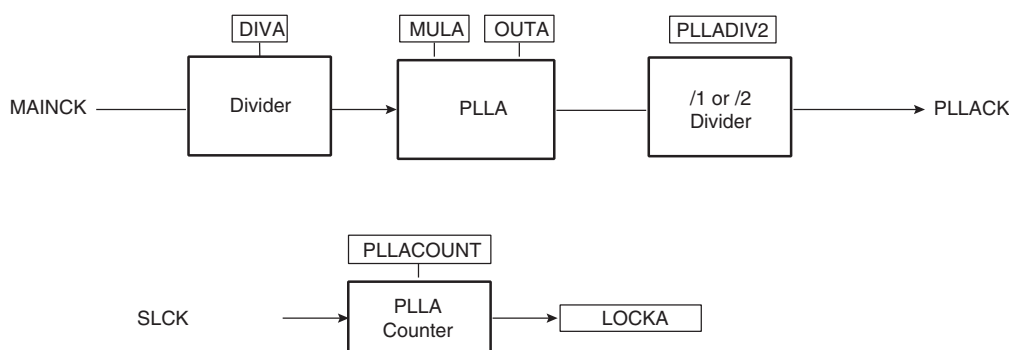 DIVA
MULA
OUTA
PLLADIV2
MAINCK
Divider
PLLA
/1 or /2
Divider
PLLACK
PLLACOUNT
SLCK
PLLA
Counter
LOCKA